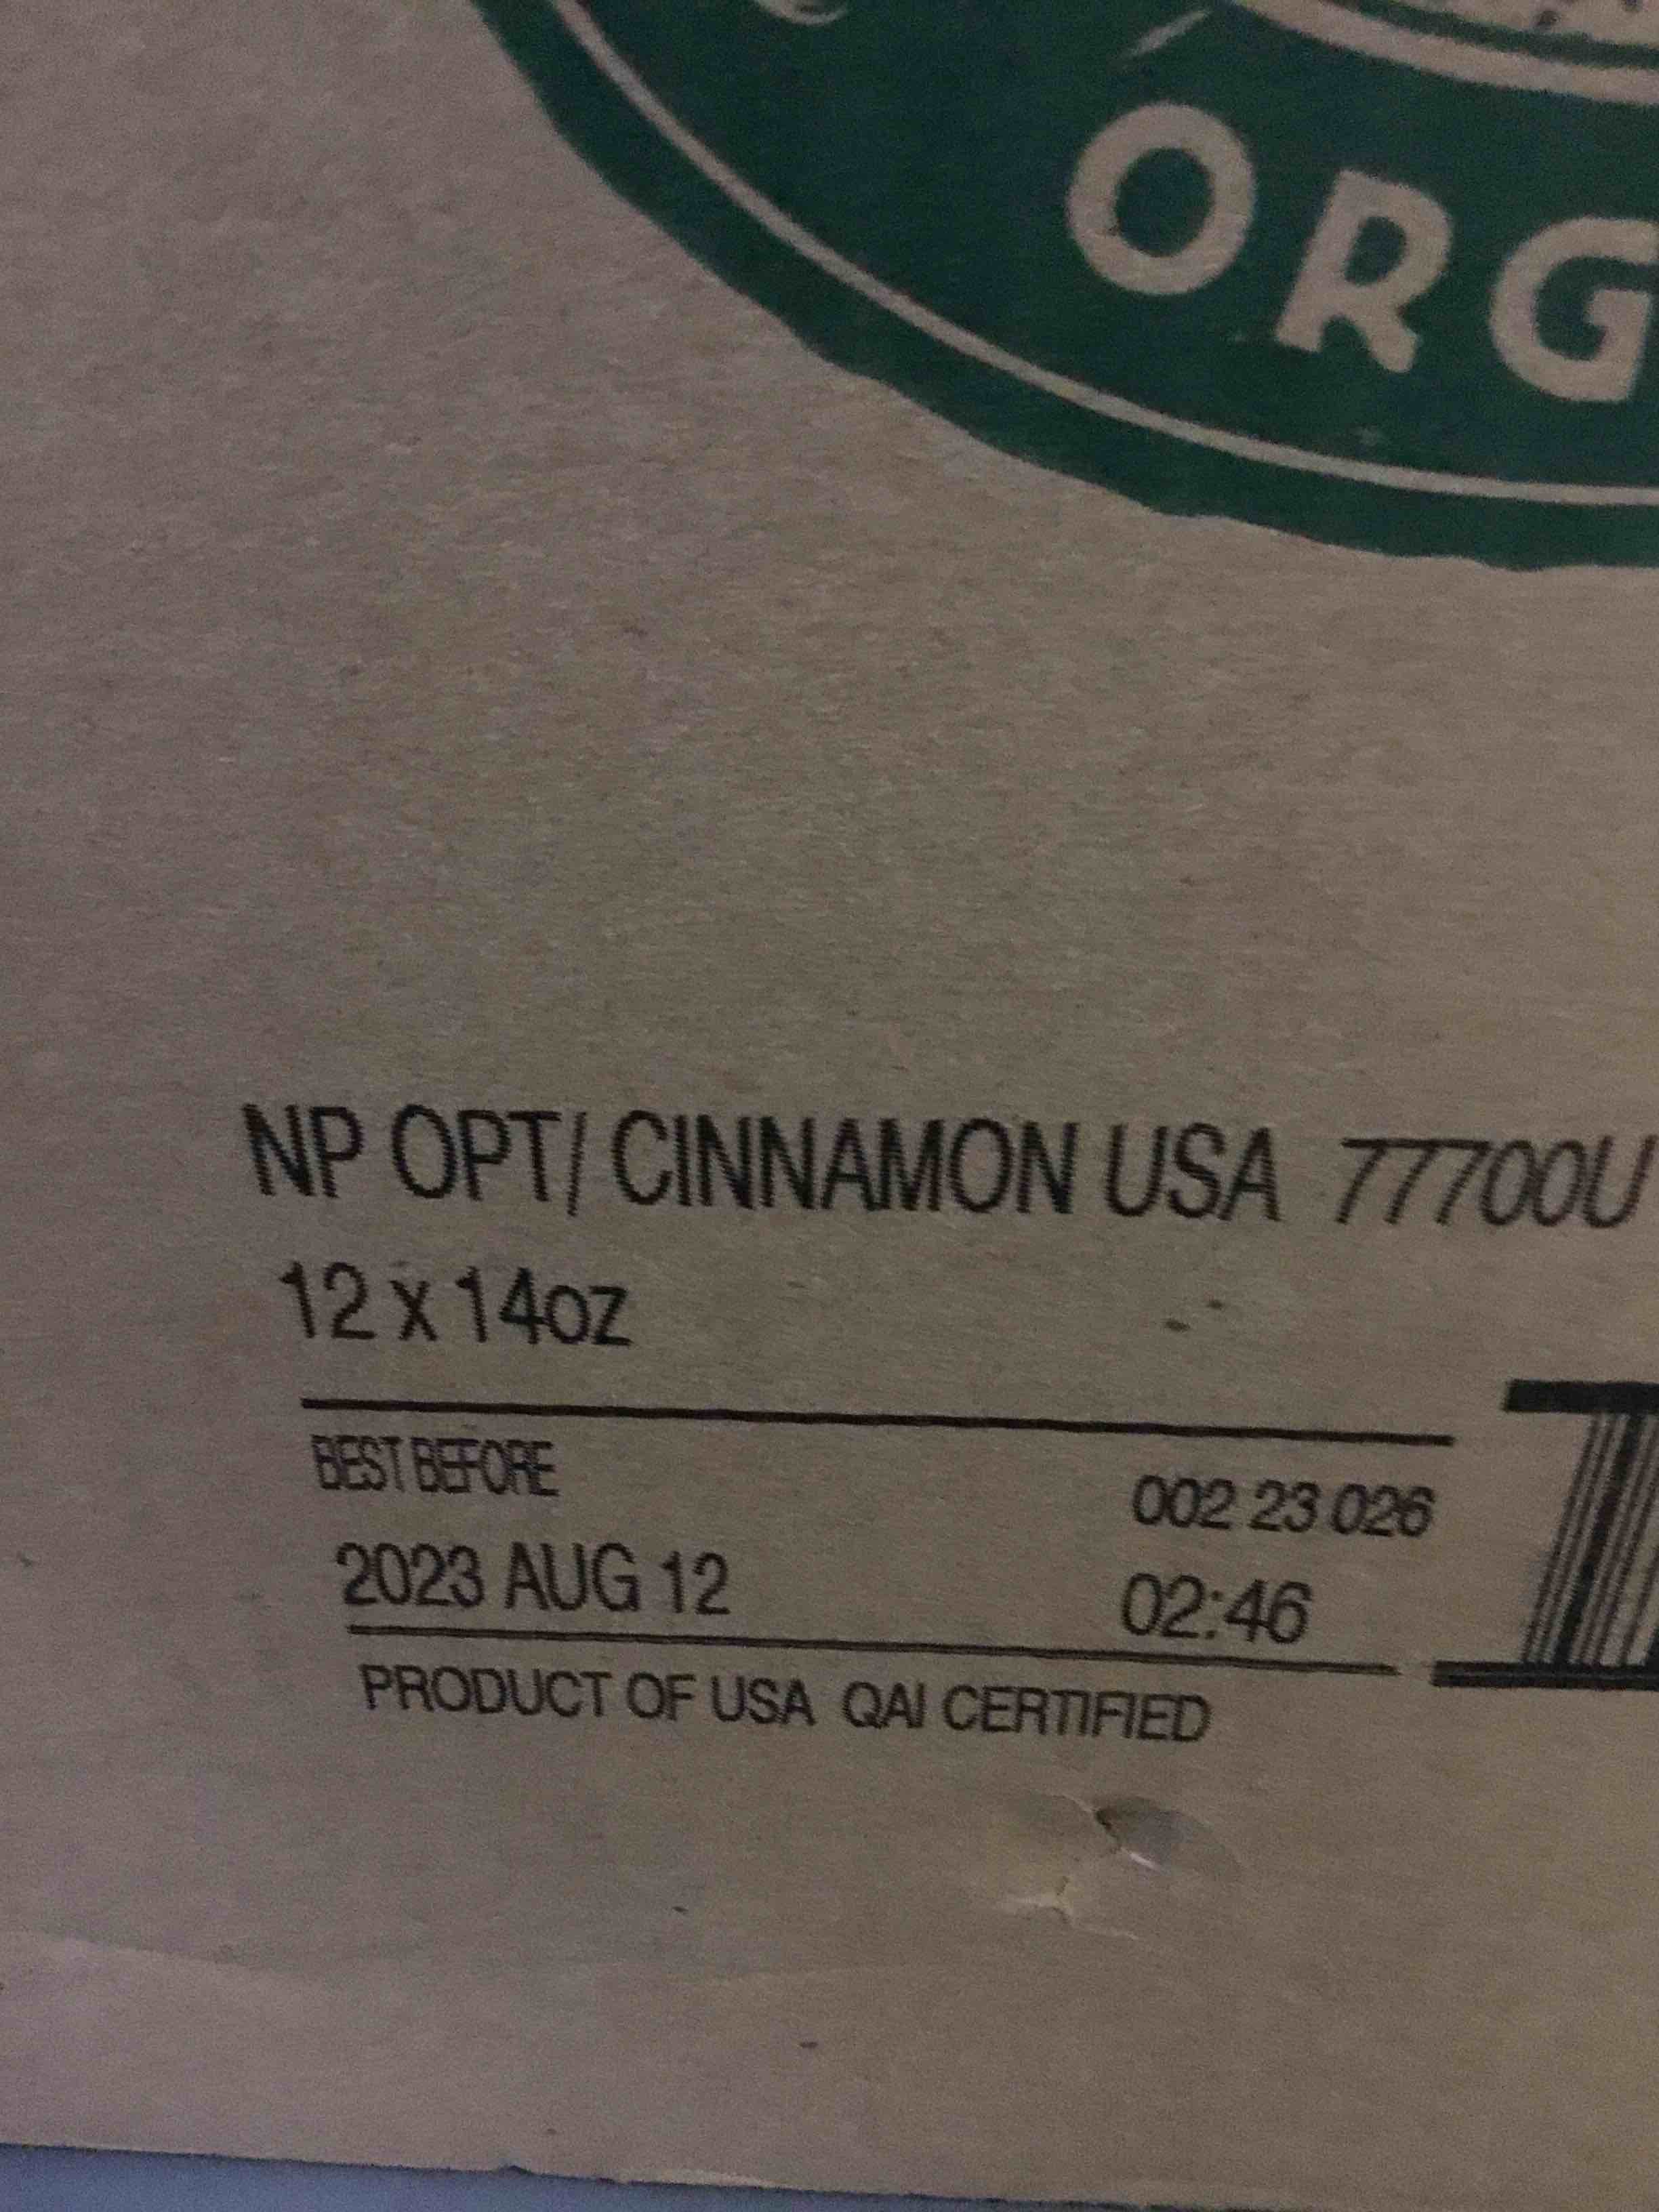 ORG
NP OPT/ CINNAMON USA 77700U
12 x 14oz
BEST BEFORE
002 23 026
2023 AUG 12
02:46
PRODUCT OF USA QAI CERTIFIED